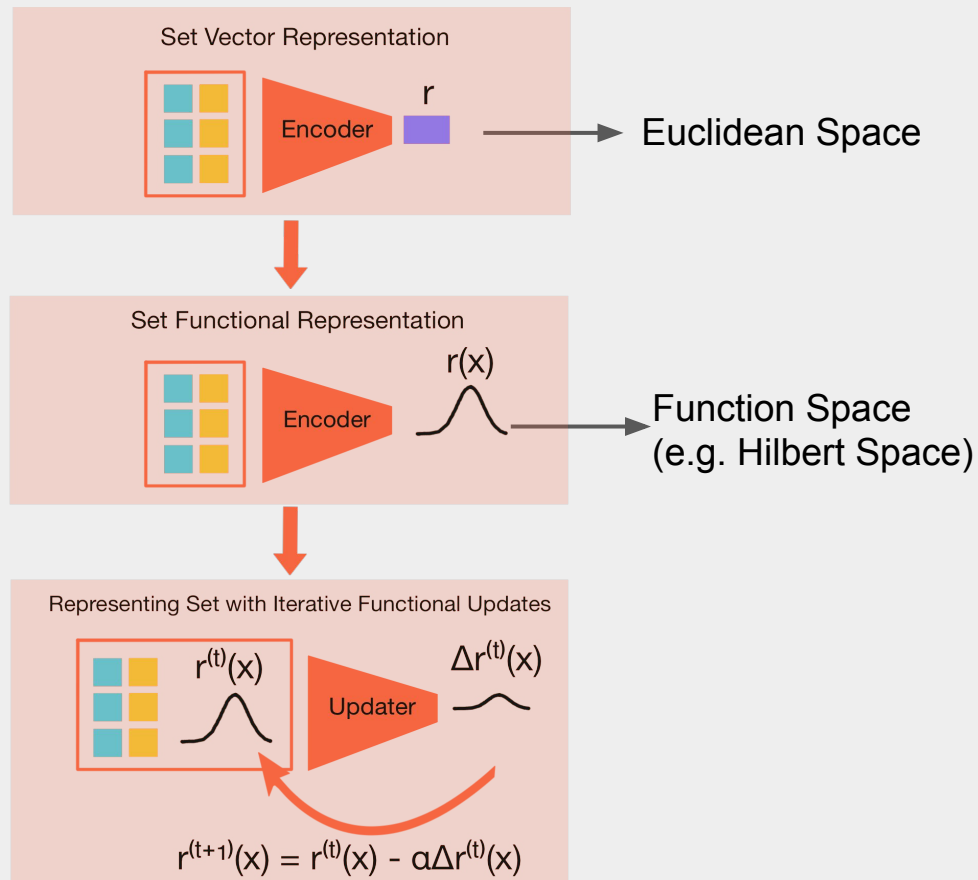 Set Vector Representation
r
Encoder
Euclidean Space
Set Functional Representation
r(x)
Encoder
Function Space
(e.g. Hilbert Space)
Representing Set with Iterative Functional Updates
r⁽ᵗ⁾(x)
Δr⁽ᵗ⁾(x)
Updater
r⁽ᵗ⁺¹⁾(x) = r⁽ᵗ⁾(x) - αΔr⁽ᵗ⁾(x)